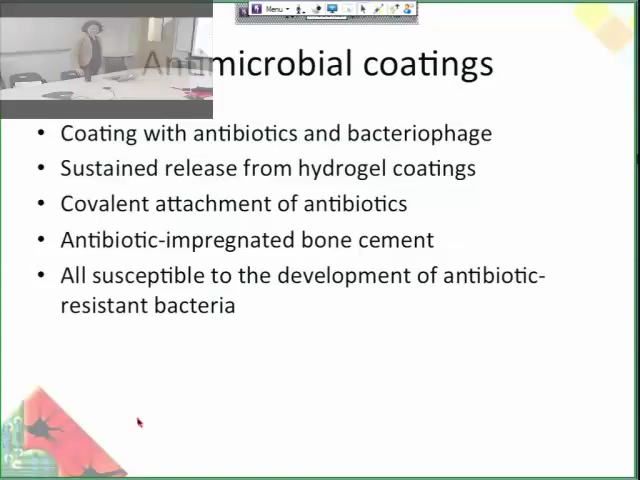 Menu
Antimicrobial coatings
• Coating with antibiotics and bacteriophage
• Sustained release from hydrogel coatings
• Covalent attachment of antibiotics
• Antibiotic-impregnated bone cement
• All susceptible to the development of antibiotic-
resistant bacteria